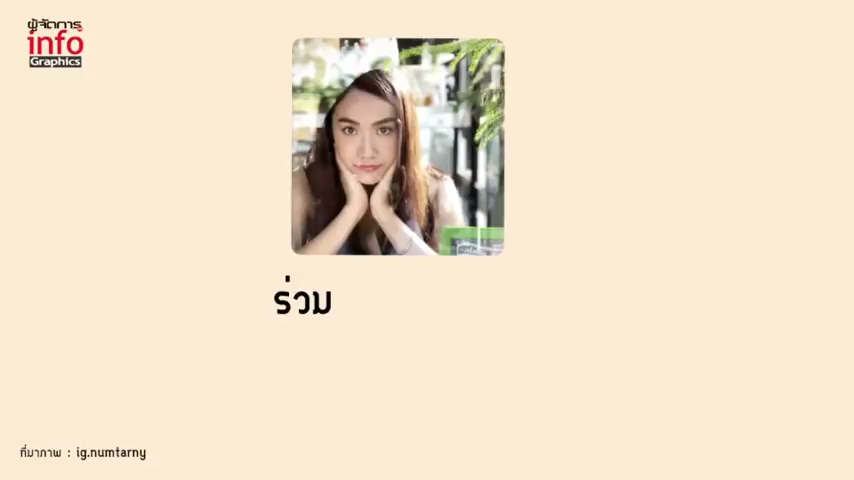 ผู้จัดการ
info
Graphics
ร่วม
ที่มาภาพ : ig.numtarny